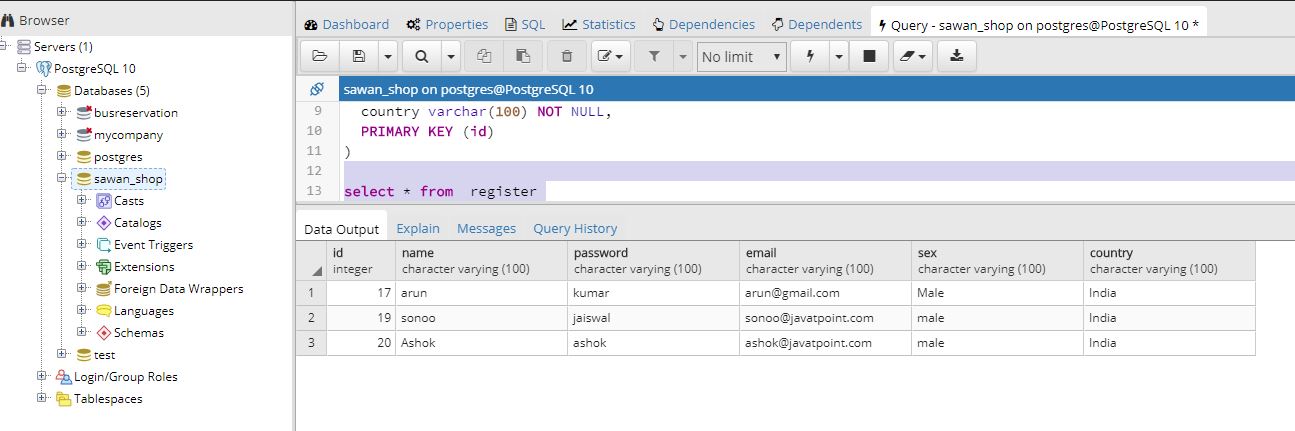 Browser
Servers (1)
PostgreSQL 10
Databases (5)
busreservation
mycompany
postgres
sawan_shop
Casts
Catalogs
Event Triggers
Extensions
Foreign Data Wrappers
Languages
Schemas
test
Login/Group Roles
Tablespaces
Dashboard Properties SQL Statistics Dependencies Dependents Query - sawan_shop on postgres@PostgreSQL 10 *
No limit
sawan_shop on postgres@PostgreSQL 10
9 country varchar(100) NOT NULL,
10 PRIMARY KEY (id)
11 )
12
13 select * from  register
Data Output Explain Messages Query History
id name password email sex country
integer character varying (100) character varying (100) character varying (100) character varying (100) character varying (100)
1 17 arun kumar arun@gmail.com Male India
2 19 sonoo jaiswal sonoo@javatpoint.com male India
3 20 Ashok ashok ashok@javatpoint.com male India